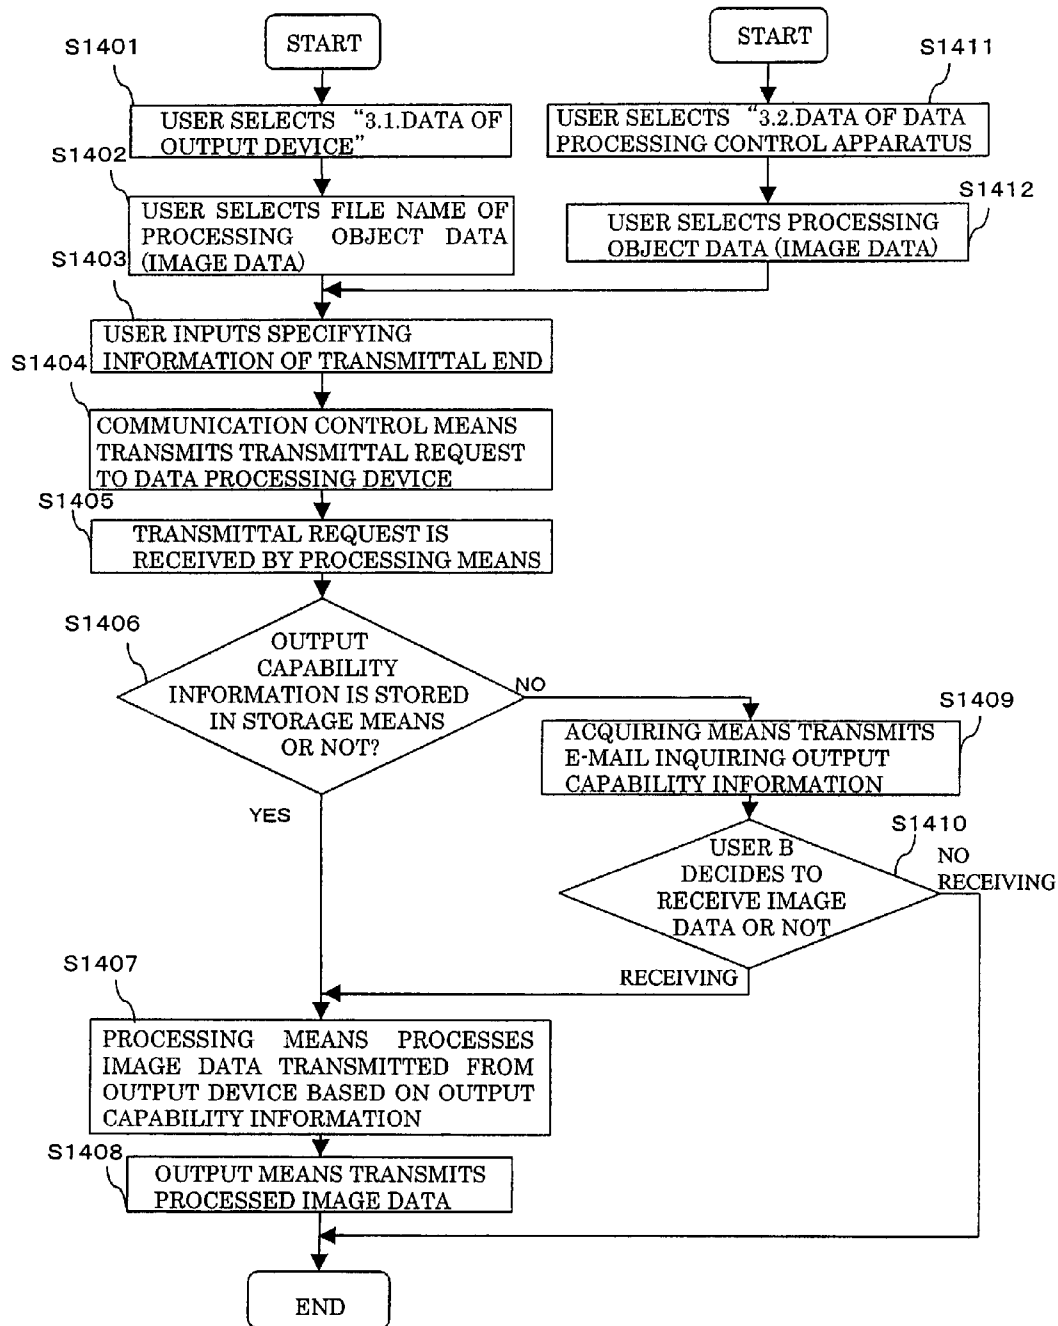 START
START
S1401
S1411
USER SELECTS “3.1.DATA OF
OUTPUT DEVICE”
USER SELECTS “3.2.DATA OF DATA
PROCESSING CONTROL APPARATUS
S1402
S1412
USER SELECTS FILE NAME OF
PROCESSING OBJECT DATA
(IMAGE DATA)
USER SELECTS PROCESSING
OBJECT DATA (IMAGE DATA)
S1403
USER INPUTS SPECIFYING
INFORMATION OF TRANSMITTAL END
S1404
COMMUNICATION CONTROL MEANS
TRANSMITS TRANSMITTAL REQUEST
TO DATA PROCESSING DEVICE
S1405
TRANSMITTAL REQUEST IS
RECEIVED BY PROCESSING MEANS
S1406
OUTPUT
CAPABILITY
INFORMATION IS STORED
IN STORAGE MEANS
OR NOT?
NO
YES
S1409
ACQUIRING MEANS TRANSMITS
E-MAIL INQUIRING OUTPUT
CAPABILITY INFORMATION
S1410
USER B
DECIDES TO
RECEIVE IMAGE
DATA OR NOT
NO
RECEIVING
RECEIVING
S1407
PROCESSING MEANS PROCESSES
IMAGE DATA TRANSMITTED FROM
OUTPUT DEVICE BASED ON OUTPUT
CAPABILITY INFORMATION
S1408
OUTPUT MEANS TRANSMITS
PROCESSED IMAGE DATA
END